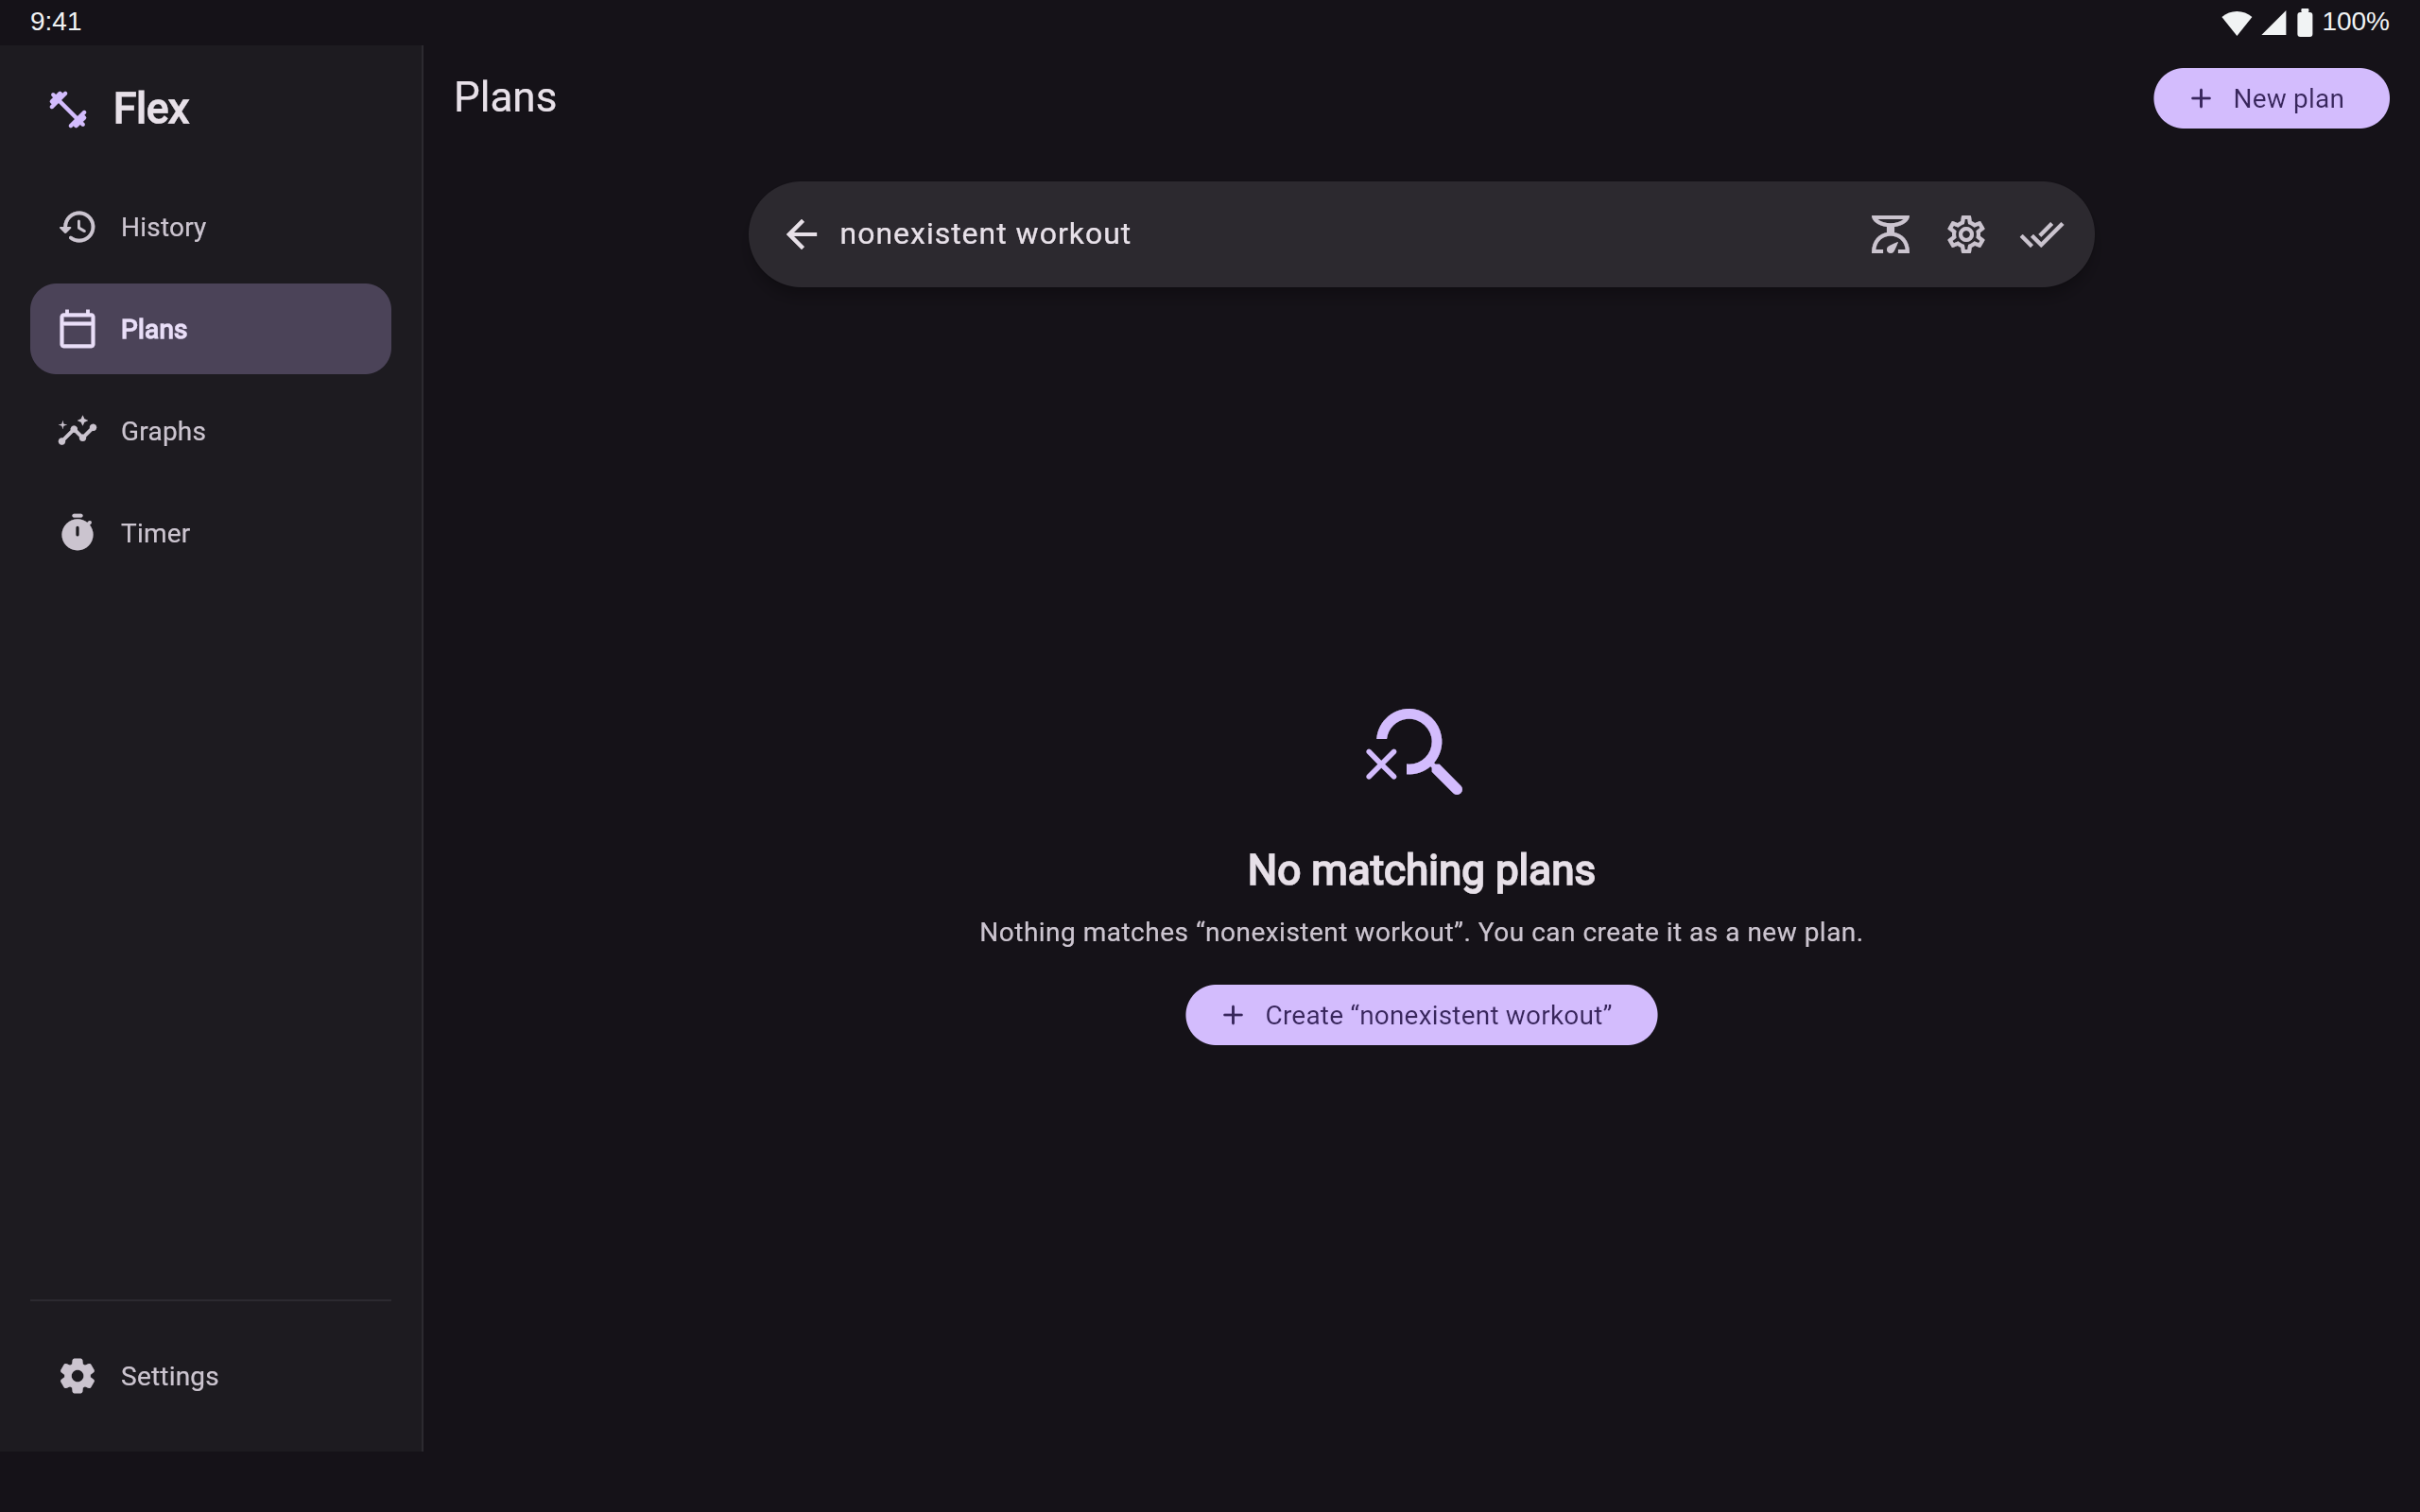 9:41
100%
Flex
Plans
New plan
History
nonexistent workout
Plans
Graphs
Timer
No matching plans
Nothing matches “nonexistent workout”. You can create it as a new plan.
Create “nonexistent workout”
Settings